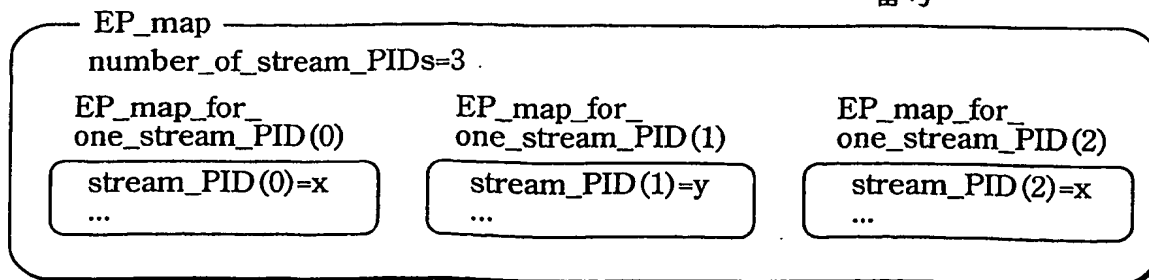 EP_map
number_of_stream_PIDs=3
EP_map_for_
one_stream_PID(0)
stream_PID(0)=x
...
EP_map_for_
one_stream_PID(1)
stream_PID(1)=y
...
EP_map_for_
one_stream_PID(2)
stream_PID(2)=x
...